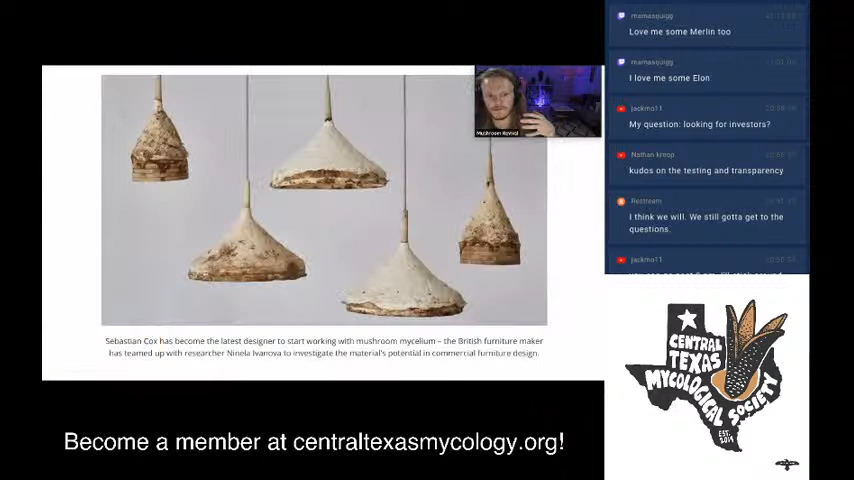 mamasquigg
Love me some Merlin too
mamasquigg
I love me some Elon
jackmo11
My question: looking for investors?
Nathan kroop
kudos on the testing and transparency
Restream
I think we will. We still gotta get to the
questions.
jackmo11
Mushroom Revival
Sebastian Cox has become the latest designer to start working with mushroom mycelium – the British furniture maker
has teamed up with researcher Ninela Ivanova to investigate the material's potential in commercial furniture design.
CENTRAL
TEXAS
MYCOLOGICAL SOCIETY
EST.
2019
Become a member at centraltexasmycology.org!